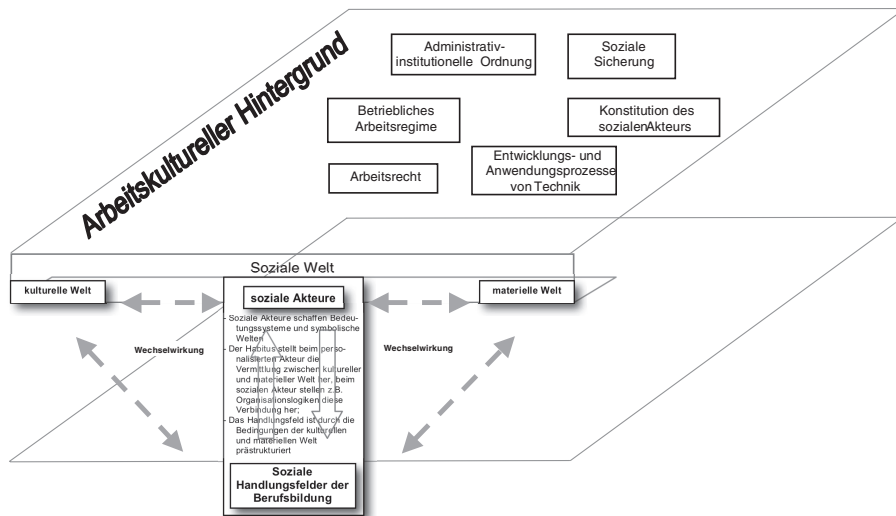 Arbeitskultureller Hintergrund
Administrativ-
institutionelle Ordnung
Soziale
Sicherung
Betriebliches
Arbeitsregime
Konstitution des
sozialenAkteurs
Arbeitsrecht
Entwicklungs- und
Anwendungsprozesse
von Technik
Soziale Welt
kulturelle Welt
soziale Akteure
materielle Welt
- Soziale Akteure schaffen Bedeu-
tungssysteme und symbolische
Welten
- Der Habitus stellt beim perso-
nalisierten Akteur die
Vermittlung zwischen kultureller
und materieller Welt her, beim
sozialen Akteur stellen z.B.
Organisationslogiken diese
Verbindung her;
- Das Handlungsfeld ist durch die
Bedingungen der kulturellen
und materiellen Welt
prästrukturiert
Wechselwirkung
Wechselwirkung
Soziale
Handlungsfelder der
Berufsbildung